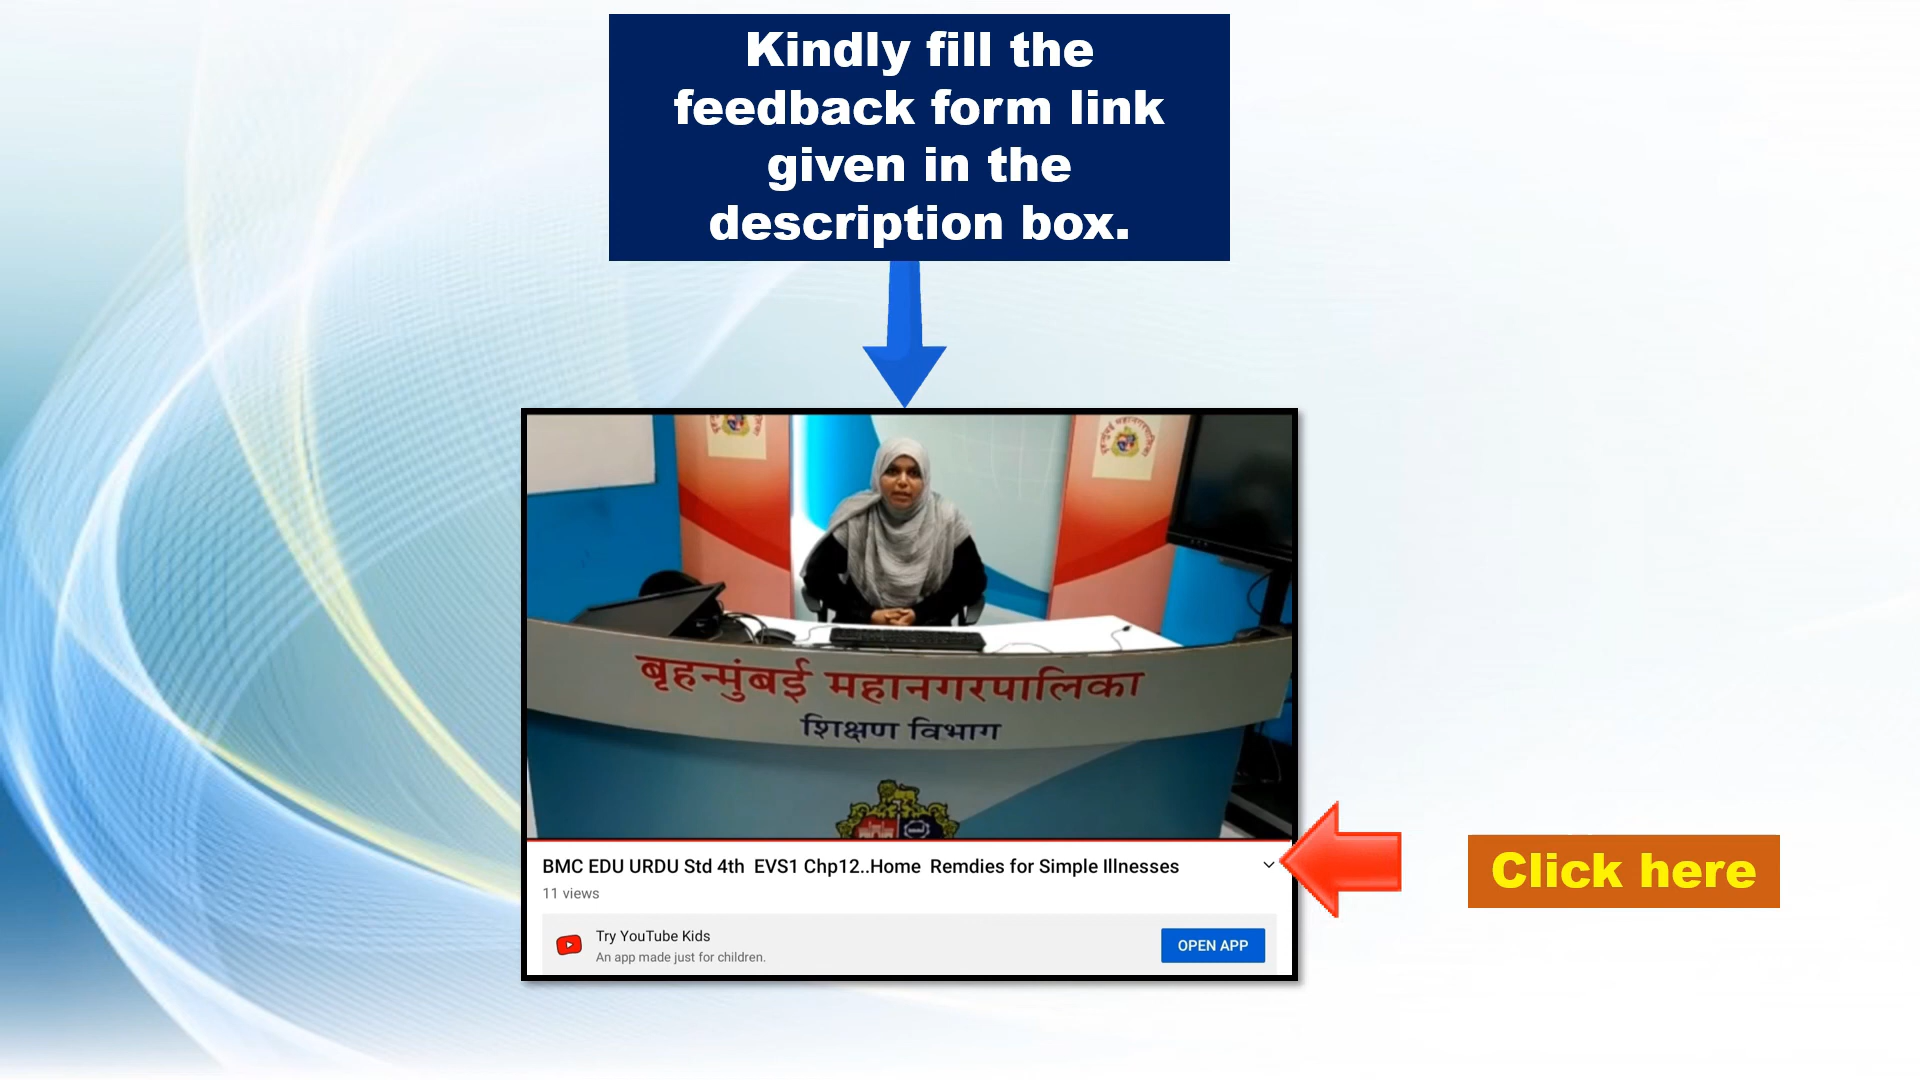 Kindly fill the
feedback form link
given in the
description box.
बृहन्मुंबई महानगरपालिका
शिक्षण विभाग
BMC EDU URDU Std 4th EVS1 Chp12..Home Remdies for Simple Illnesses
11 views
Click here
Try YouTube Kids
An app made just for children.
OPEN APP